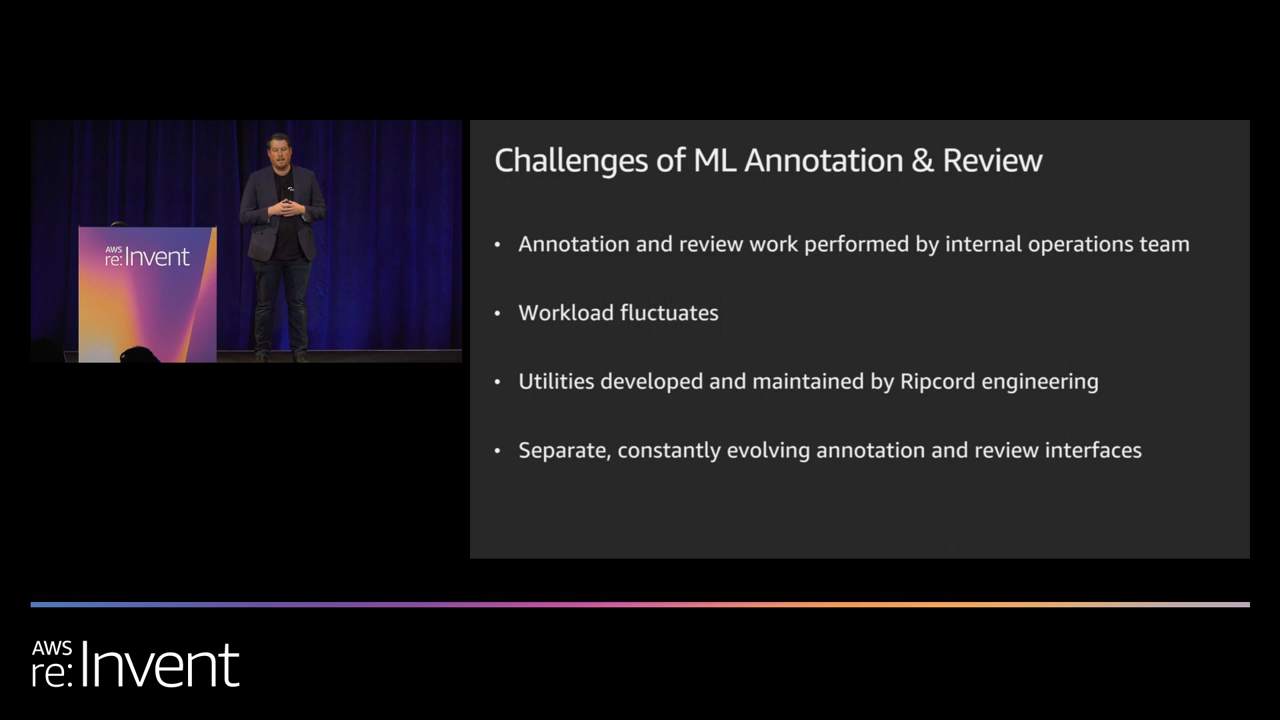 AWS
re:Invent
Challenges of ML Annotation & Review
• Annotation and review work performed by internal operations team
• Workload fluctuates
• Utilities developed and maintained by Ripcord engineering
• Separate, constantly evolving annotation and review interfaces
AWS
re:Invent